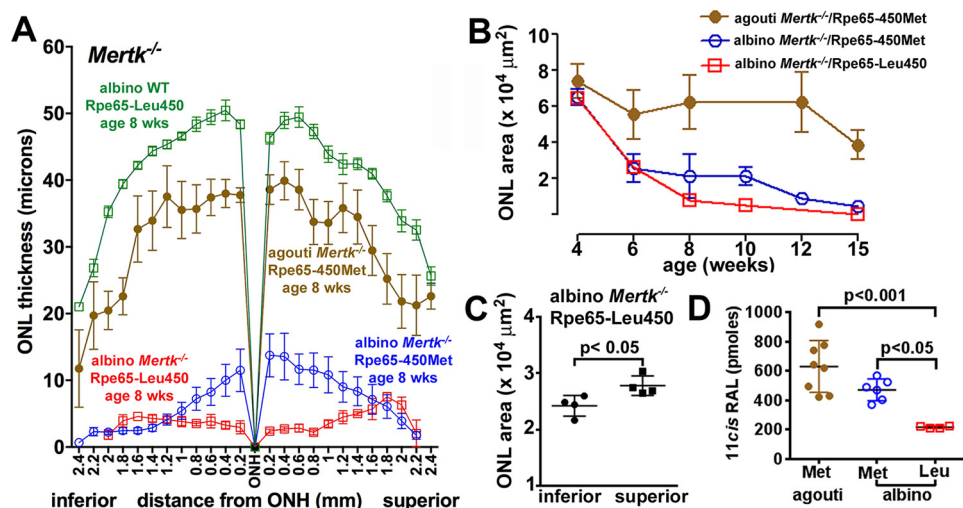 A
Mertk-/-
albino WT
Rpe65-Leu450
age 8 wks
agouti Mertk-/-
Rpe65-450Met
age 8 wks
albino Mertk-/-
Rpe65-Leu450
age 8 wks
albino Mertk-/-
Rpe65-450Met
age 8 wks
ONL thickness (microns)
60
50
40
30
20
10
0
2.4 2.2 2 1.8 1.6 1.4 1.2 1 0.8 0.6 0.4 0.2 ONH 0.2 0.4 0.6 0.8 1 1.2 1.4 1.6 1.8 2 2.2 2.4
inferior distance from ONH (mm) superior
B
agouti Mertk-/-/Rpe65-450Met
albino Mertk-/-/Rpe65-450Met
albino Mertk-/-/Rpe65-Leu450
ONL area (x 10⁴ µm²)
10
8
6
4
2
4 6 8 10 12 15
age (weeks)
C
albino Mertk-/-
Rpe65-Leu450
p< 0.05
ONL area (x 10⁴ µm²)
4
3
2
1
0
inferior superior
D
p<0.001
p<0.05
11cis RAL (pmoles)
1000
800
600
400
200
0
Met Met Leu
agouti albino